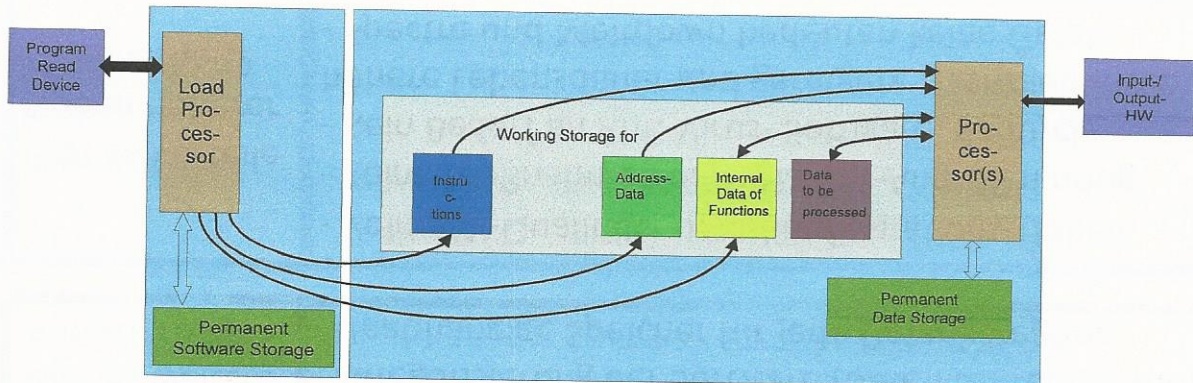 Program
Read
Device
Load
Pro-
ces-
sor
Permanent
Software Storage
Working Storage for
Instru
c-
tions
Address-
Data
Internal
Data of
Functions
Data
to be
processed
Pro-
ces-
sor(s)
Permanent
Data Storage
Input-/
Output-
HW